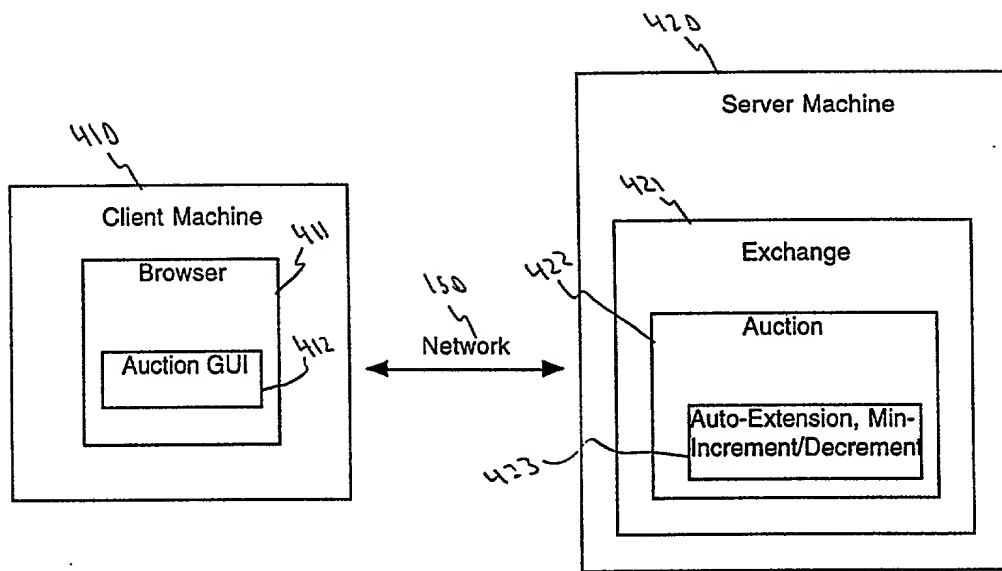 420
Server Machine
410
Client Machine
421
Exchange
411
Browser
422
Auction
150
Network
412
Auction GUI
Auto-Extension, Min-
Increment/Decrement
423